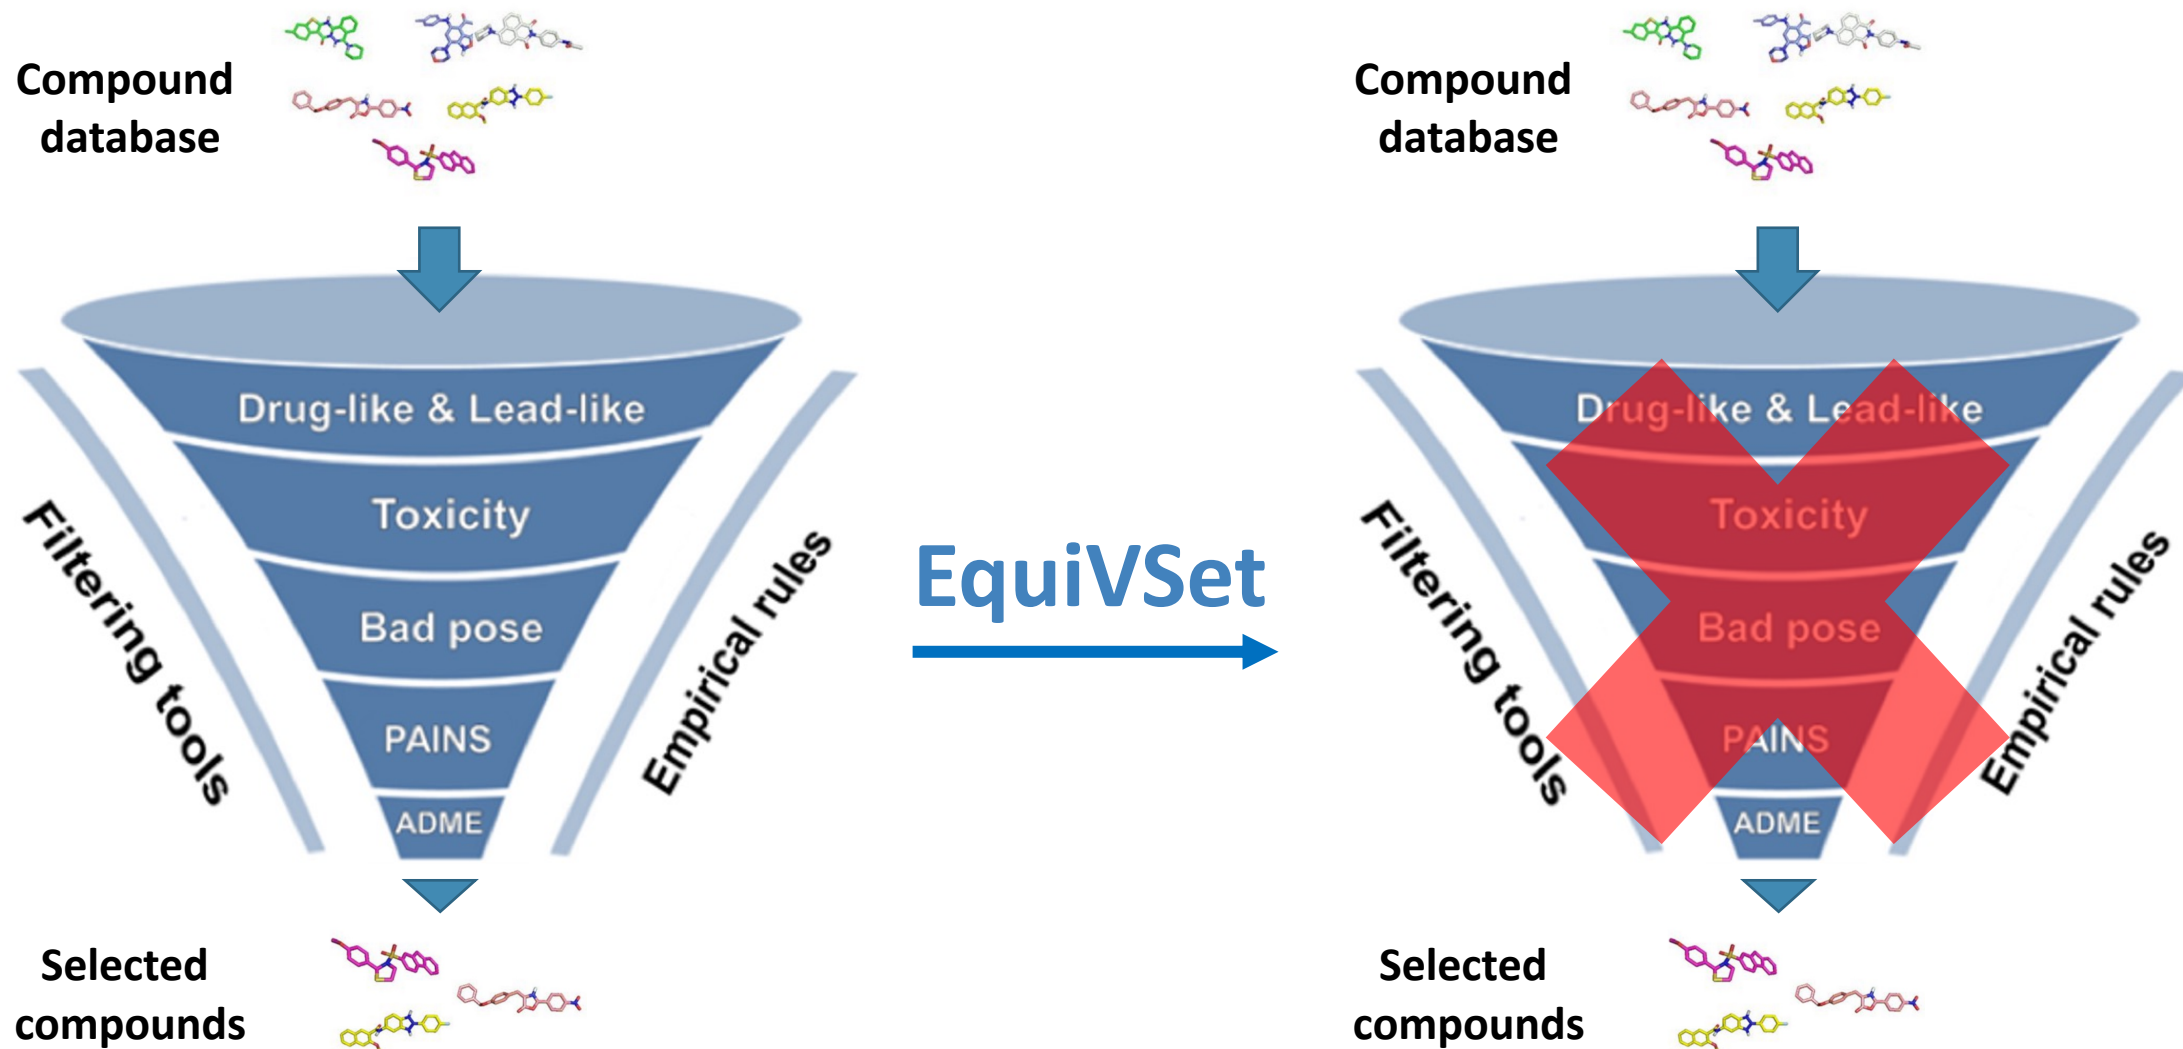 Compound
database
Drug-like & Lead-like
Toxicity
Bad pose
PAINS
ADME
Filtering tools
Empirical rules
Selected
compounds
EquiVSet
Compound
database
Drug-like & Lead-like
Toxicity
Bad pose
PAINS
ADME
Filtering tools
Empirical rules
Selected
compounds